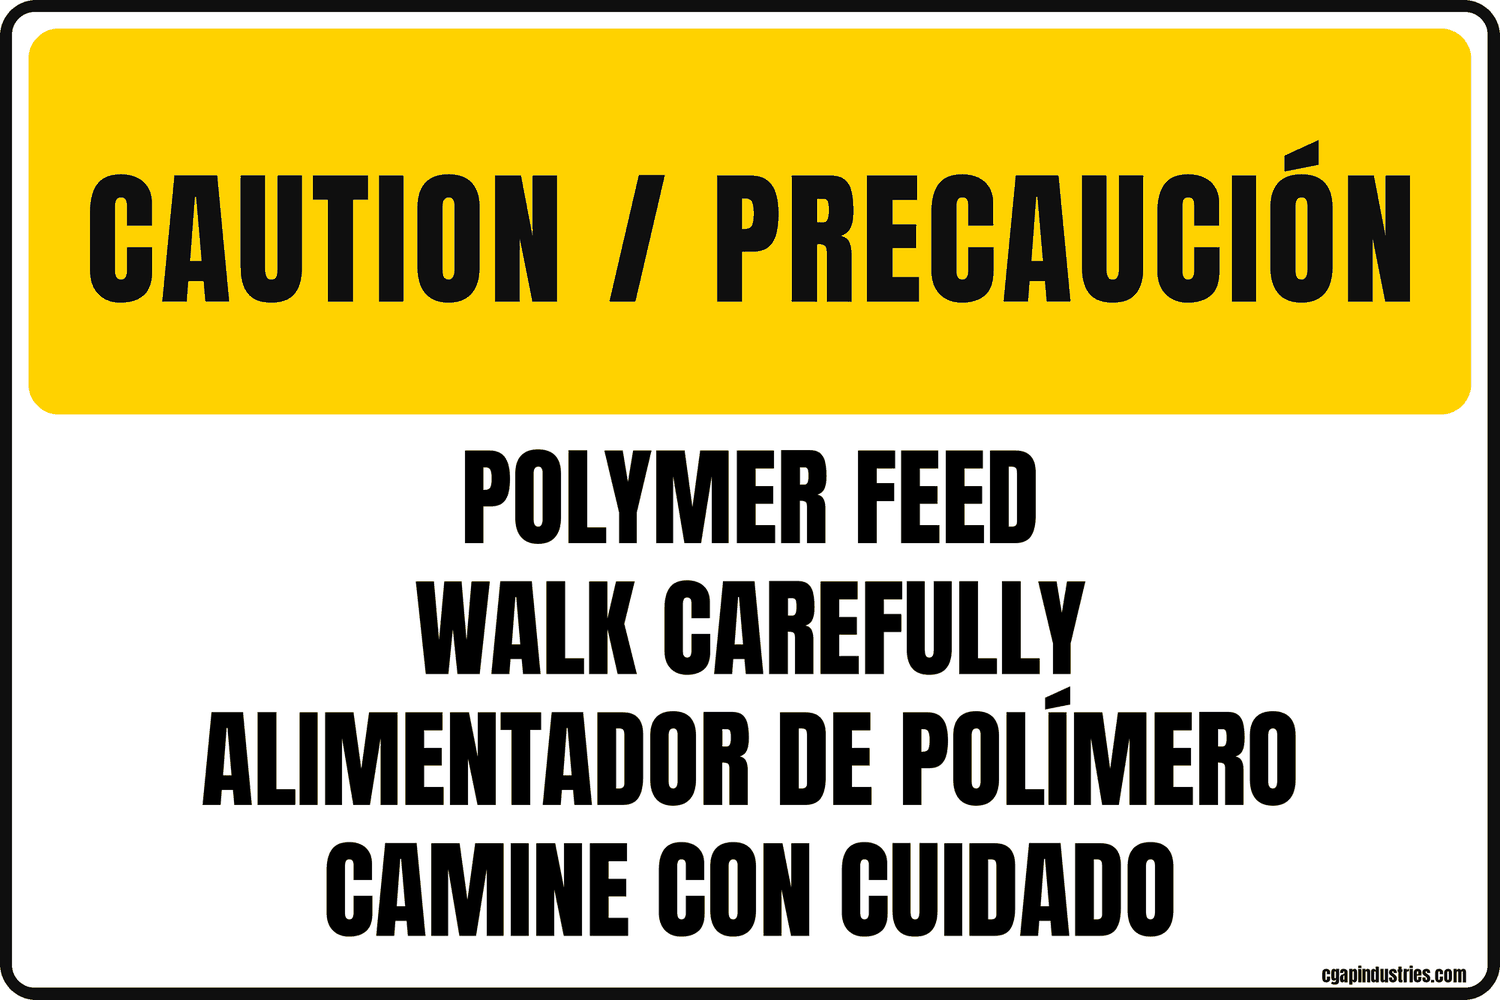 CAUTION / PRECAUCIÓN
POLYMER FEED
WALK CAREFULLY
ALIMENTADOR DE POLÍMERO
CAMINE CON CUIDADO
cgapindustries.com